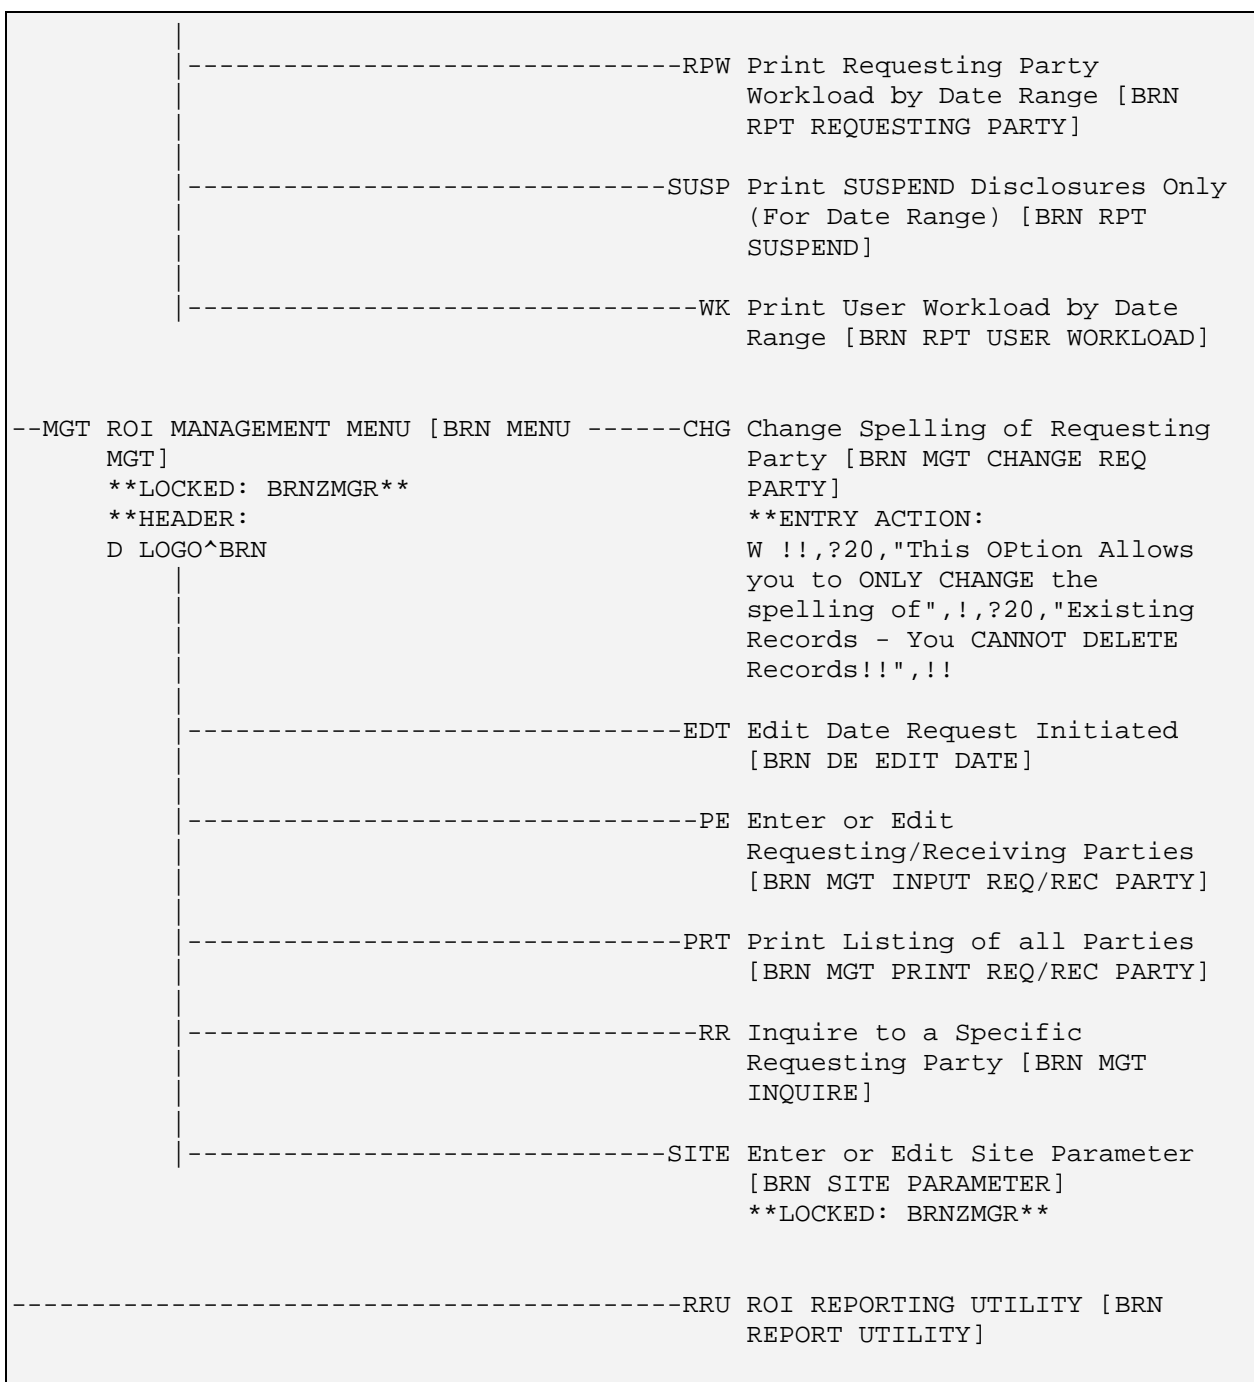 |
|-------------------------------RPW Print Requesting Party
| Workload by Date Range [BRN
| RPT REQUESTING PARTY]
|
|------------------------------SUSP Print SUSPEND Disclosures Only
| (For Date Range) [BRN RPT
| SUSPEND]
|
|--------------------------------WK Print User Workload by Date
Range [BRN RPT USER WORKLOAD]
--MGT ROI MANAGEMENT MENU [BRN MENU ------CHG Change Spelling of Requesting
MGT] Party [BRN MGT CHANGE REQ
**LOCKED: BRNZMGR** PARTY]
**HEADER: **ENTRY ACTION:
D LOGO^BRN W !!,?20,"This OPtion Allows
| you to ONLY CHANGE the
| spelling of",!,?20,"Existing
| Records - You CANNOT DELETE
| Records!!",!!
|
|-------------------------------EDT Edit Date Request Initiated
| [BRN DE EDIT DATE]
|
|--------------------------------PE Enter or Edit
| Requesting/Receiving Parties
| [BRN MGT INPUT REQ/REC PARTY]
|
|-------------------------------PRT Print Listing of all Parties
| [BRN MGT PRINT REQ/REC PARTY]
|
|--------------------------------RR Inquire to a Specific
| Requesting Party [BRN MGT
| INQUIRE]
|
|------------------------------SITE Enter or Edit Site Parameter
[BRN SITE PARAMETER]
**LOCKED: BRNZMGR**
------------------------------------------RRU ROI REPORTING UTILITY [BRN
REPORT UTILITY]